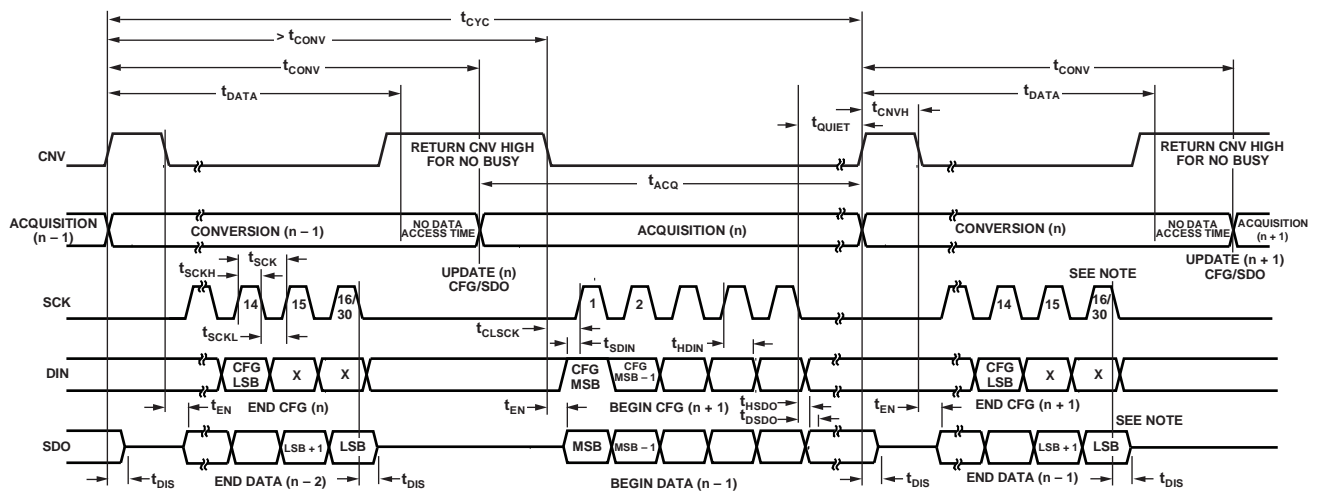 tCYC
> tCONV
tCONV
tCONV
tDATA
tDATA
tCNVH
tQUIET
CNV
RETURN CNV HIGH
FOR NO BUSY
RETURN CNV HIGH
FOR NO BUSY
tACQ
ACQUISITION
(n – 1)
CONVERSION (n – 1)
NO DATA
ACCESS TIME
ACQUISITION (n)
CONVERSION (n)
NO DATA
ACCESS TIME
ACQUISITION
(n + 1)
UPDATE (n)
CFG/SDO
UPDATE (n + 1)
CFG/SDO
tSCK
tSCKH
SEE NOTE
SCK
14
15
16/
30
1
2
14
15
16/
30
tSCKL
tCLSCK
tSDIN
tHDIN
DIN
CFG
LSB
X
X
CFG
MSB
CFG
MSB – 1
CFG
LSB
X
X
tEN
END CFG (n)
tEN
BEGIN CFG (n + 1)
tHSDO
tDSDO
tEN
END CFG (n + 1)
SEE NOTE
SDO
LSB + 1
LSB
MSB
MSB – 1
LSB + 1
LSB
tDIS
END DATA (n – 2)
tDIS
BEGIN DATA (n – 1)
tDIS
END DATA (n – 1)
tDIS